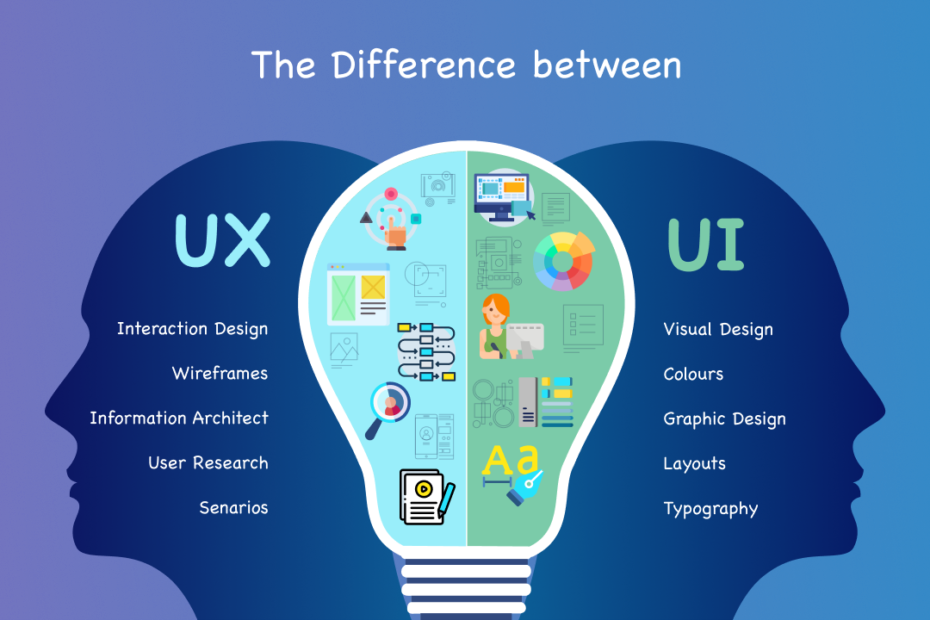 The Difference between
UX
Interaction Design
Wireframes
Information Architect
User Research
Senarios
Aa
UI
Visual Design
Colours
Graphic Design
Layouts
Typography